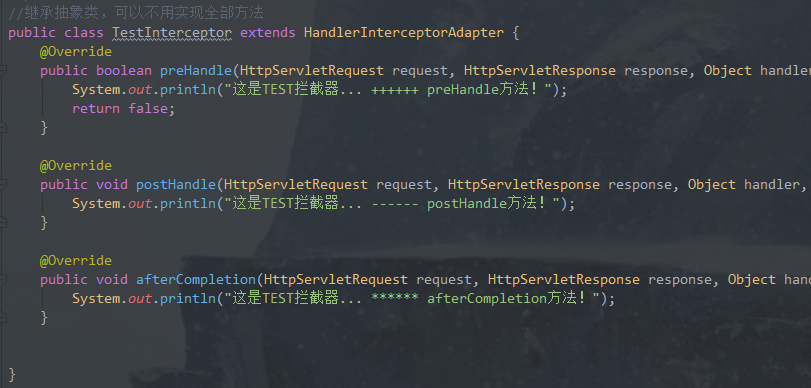 //继承抽象类，可以不用实现全部方法
public class TestInterceptor extends HandlerInterceptorAdapter {
@Override
public boolean preHandle(HttpServletRequest request, HttpServletResponse response, Object handler
System.out.println("这是TEST拦截器... ++++++ preHandle方法！");
return false;
}
@Override
public void postHandle(HttpServletRequest request, HttpServletResponse response, Object handler,
System.out.println("这是TEST拦截器... ------ postHandle方法！");
}
@Override
public void afterCompletion(HttpServletRequest request, HttpServletResponse response, Object han
System.out.println("这是TEST拦截器... ****** afterCompletion方法！");
}
}